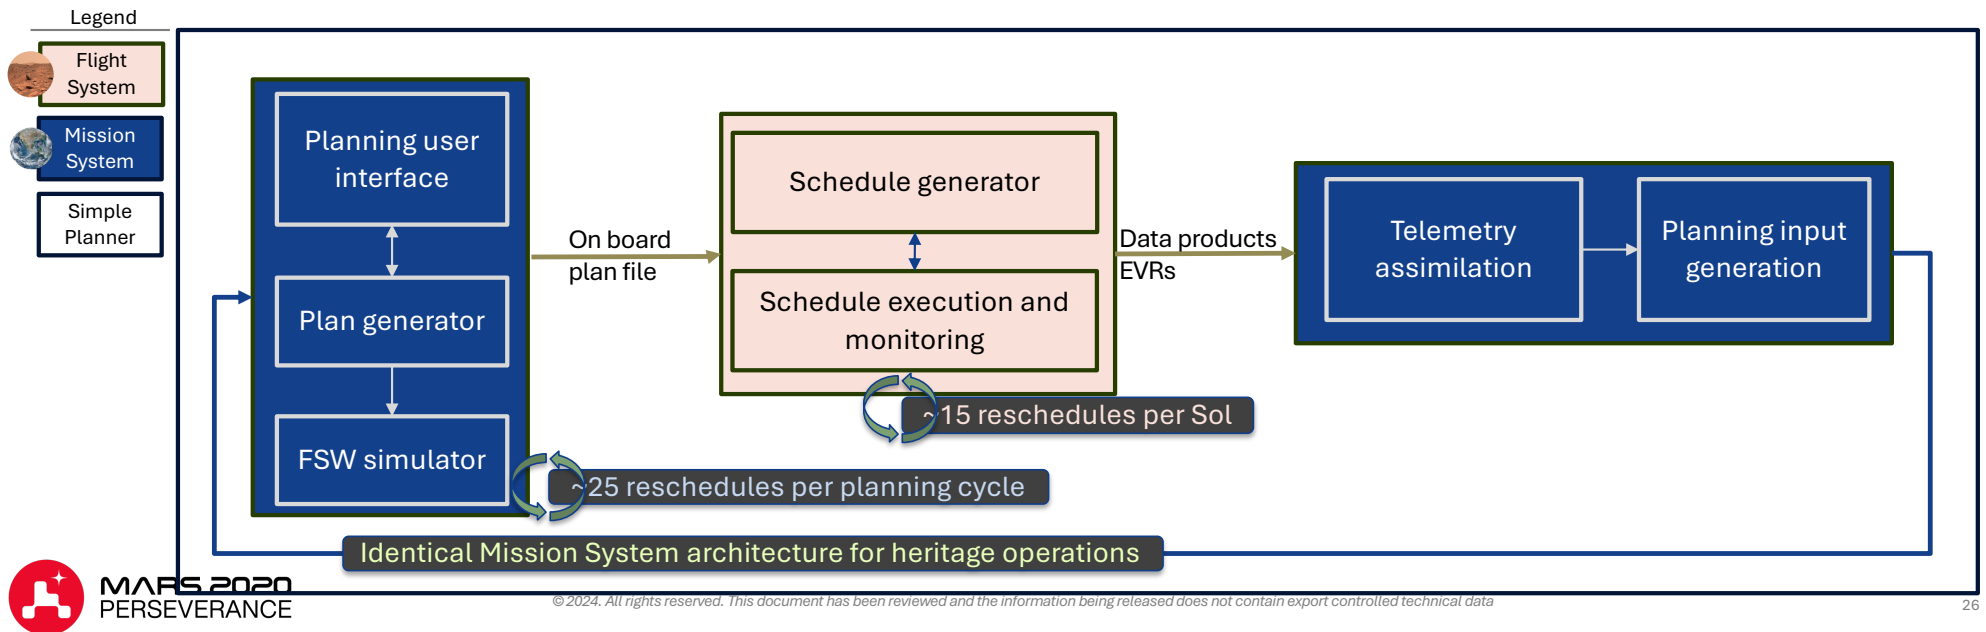 Legend
Flight
System
Mission
System
Simple
Planner
Planning user
interface
Plan generator
FSW simulator
On board
plan file
Schedule generator
Schedule execution and
monitoring
Data products
EVRs
Telemetry
assimilation
Planning input
generation
~15 reschedules per Sol
~25 reschedules per planning cycle
Identical Mission System architecture for heritage operations
MARS 2020
PERSEVERANCE
© 2024. All rights reserved. This document has been reviewed and the information being released does not contain export controlled technical data
26